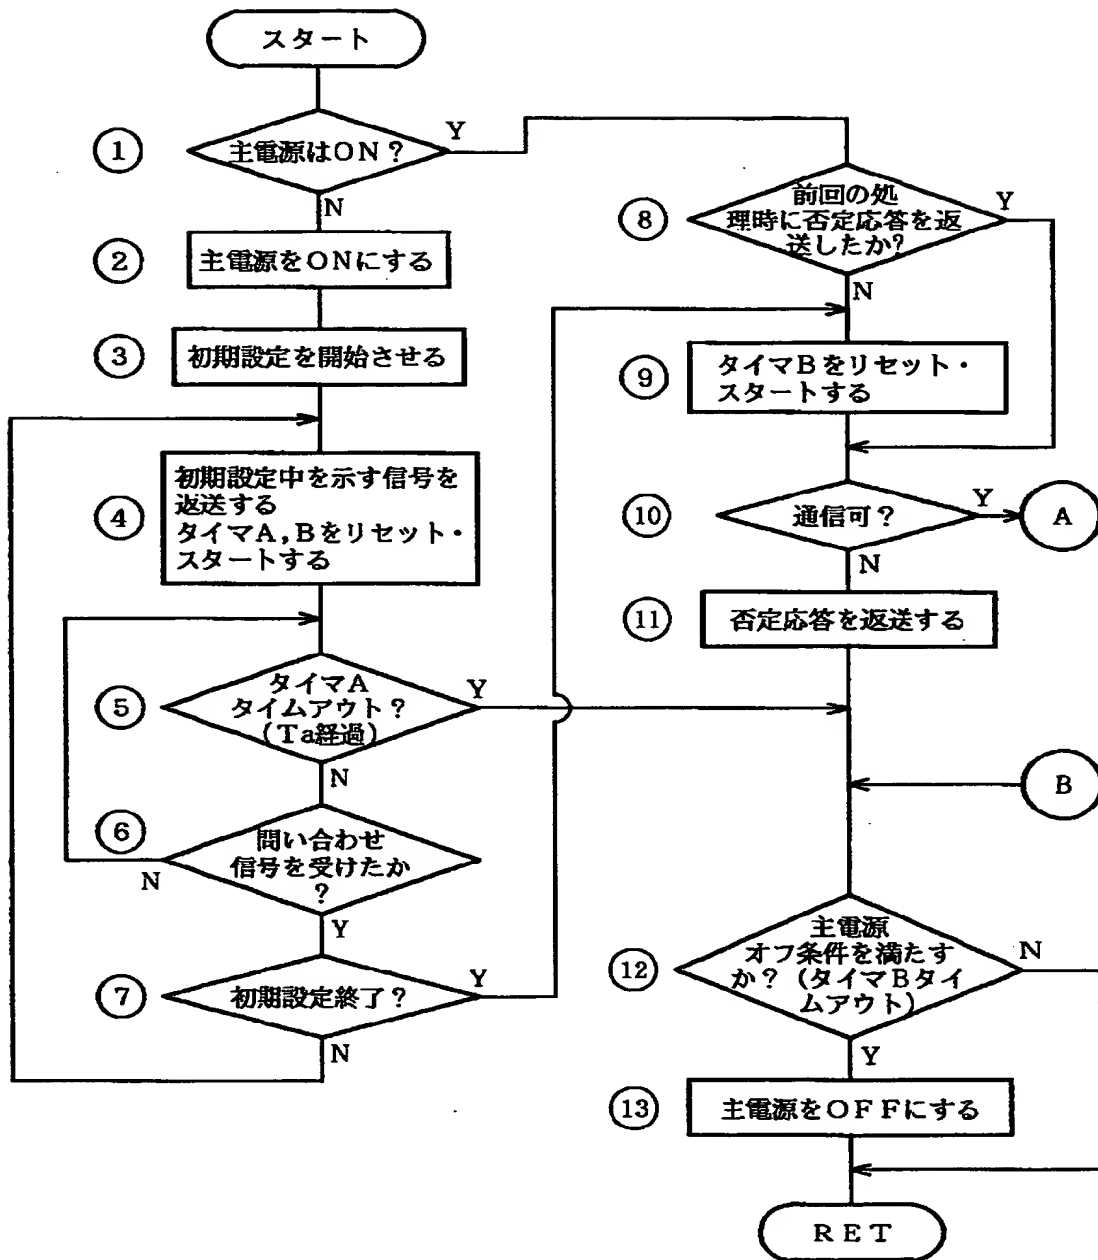 スタート
① 主電源はON？
Y
N
② 主電源をONにする
③ 初期設定を開始させる
④ 初期設定中を示す信号を
返送する
タイマA,Bをリセット・
スタートする
⑤ タイマA
タイムアウト？
(Ta経過)
Y
N
⑥ 問い合わせ
信号を受けたか
？
N
Y
⑦ 初期設定終了？
Y
N
⑧ 前回の処
理時に否定応答を返
送したか？
Y
N
⑨ タイマBをリセット・
スタートする
⑩ 通信可？
Y
A
N
⑪ 否定応答を返送する
B
⑫ 主電源
オフ条件を満たす
か？(タイマBタイ
ムアウト)
N
Y
⑬ 主電源をOFFにする
RET